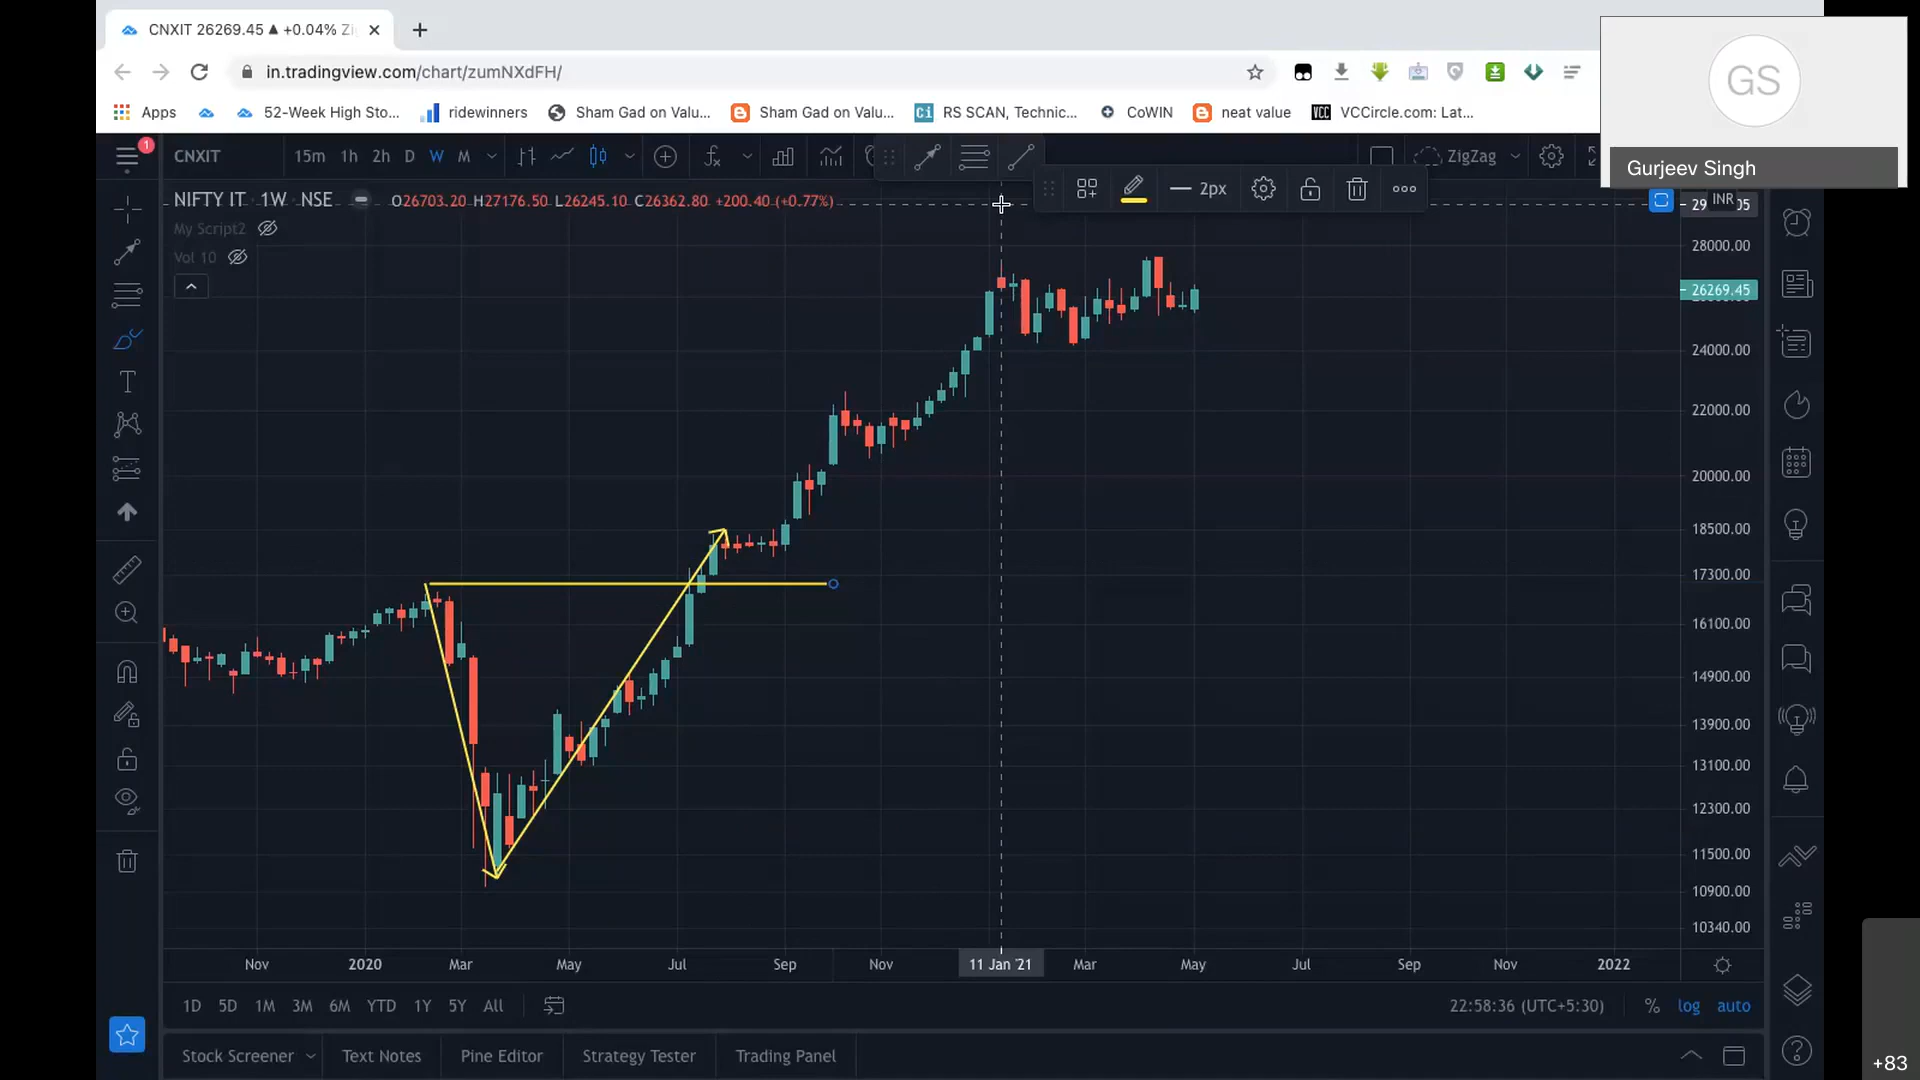 CNXIT 26269.45 ▲ +0.04% Zi
in.tradingview.com/chart/zumNXdFH/
Apps 52-Week High Sto... ridewinners Sham Gad on Valu... Sham Gad on Valu... Ci RS SCAN, Technic... CoWIN neat value VCC VCCircle.com: Lat...
GS
Gurjeev Singh
1
CNXIT 15m 1h 2h D W M ZigZag
2px
NIFTY IT 1W NSE O26703.20 H27176.50 L26245.10 C26362.80 +200.40 (+0.77%)
INR
My Script2
Vol 10
28000.00
26269.45
24000.00
22000.00
20000.00
18500.00
17300.00
16100.00
14900.00
13900.00
13100.00
12300.00
11500.00
10900.00
10340.00
Nov 2020 Mar May Jul Sep Nov 11 Jan '21 Mar May Jul Sep Nov 2022
1D 5D 1M 3M 6M YTD 1Y 5Y All 22:58:36 (UTC+5:30) % log auto
Stock Screener Text Notes Pine Editor Strategy Tester Trading Panel
+83